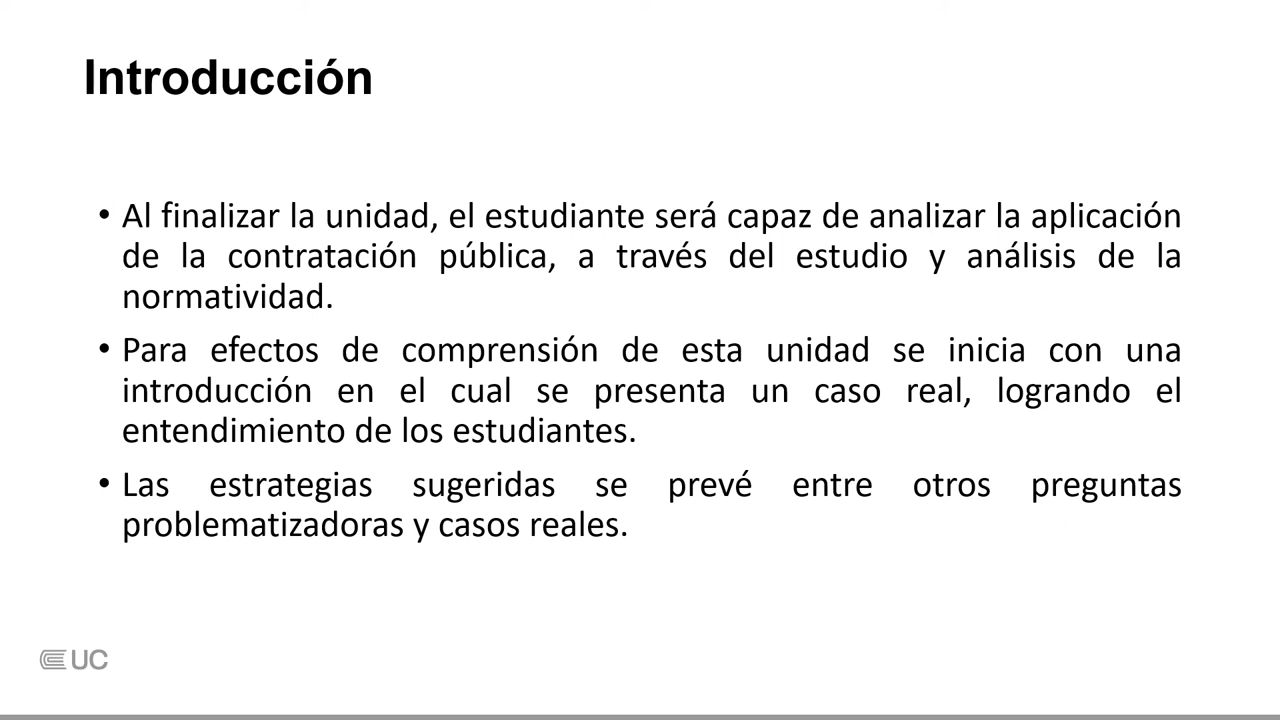 Introducción
• Al finalizar la unidad, el estudiante será capaz de analizar la aplicación
de la contratación pública, a través del estudio y análisis de la
normatividad.
• Para efectos de comprensión de esta unidad se inicia con una
introducción en el cual se presenta un caso real, logrando el
entendimiento de los estudiantes.
• Las estrategias sugeridas se prevé entre otros preguntas
problematizadoras y casos reales.
UC